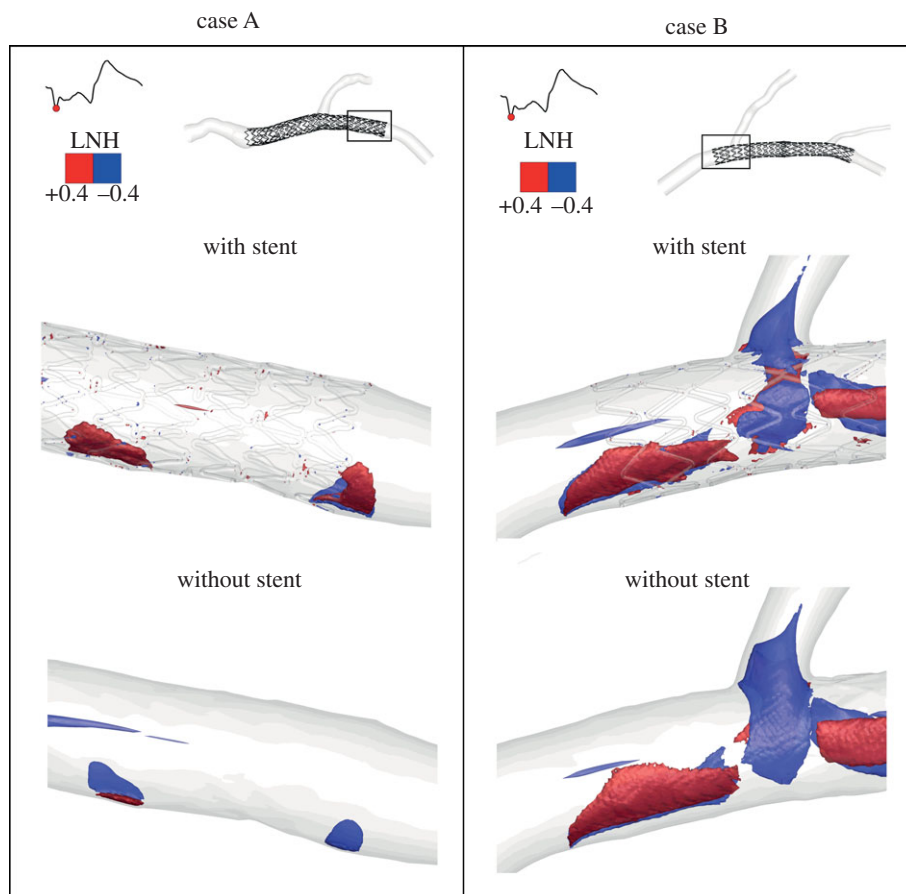 case A
case B
LNH
+0.4 –0.4
LNH
+0.4 –0.4
with stent
with stent
without stent
without stent